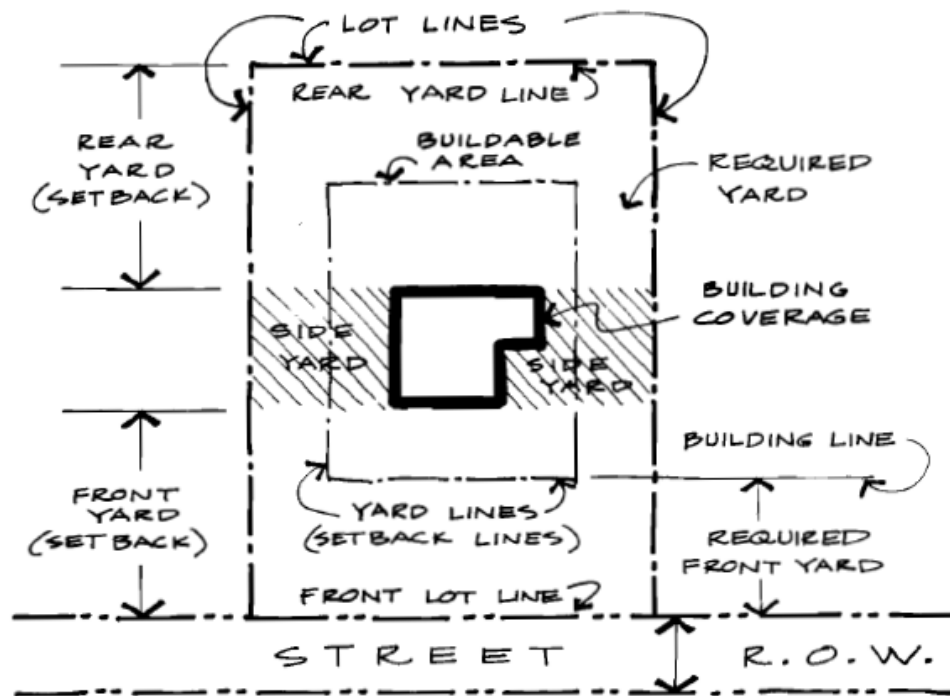 LOT LINES
REAR YARD LINE
REAR
YARD
(SETBACK)
BUILDABLE
AREA
REQUIRED
YARD
BUILDING
COVERAGE
SIDE
YARD
SIDE
YARD
BUILDING LINE
FRONT
YARD
(SETBACK)
YARD LINES
(SETBACK LINES)
REQUIRED
FRONT YARD
FRONT LOT LINE
STREET R.O.W.